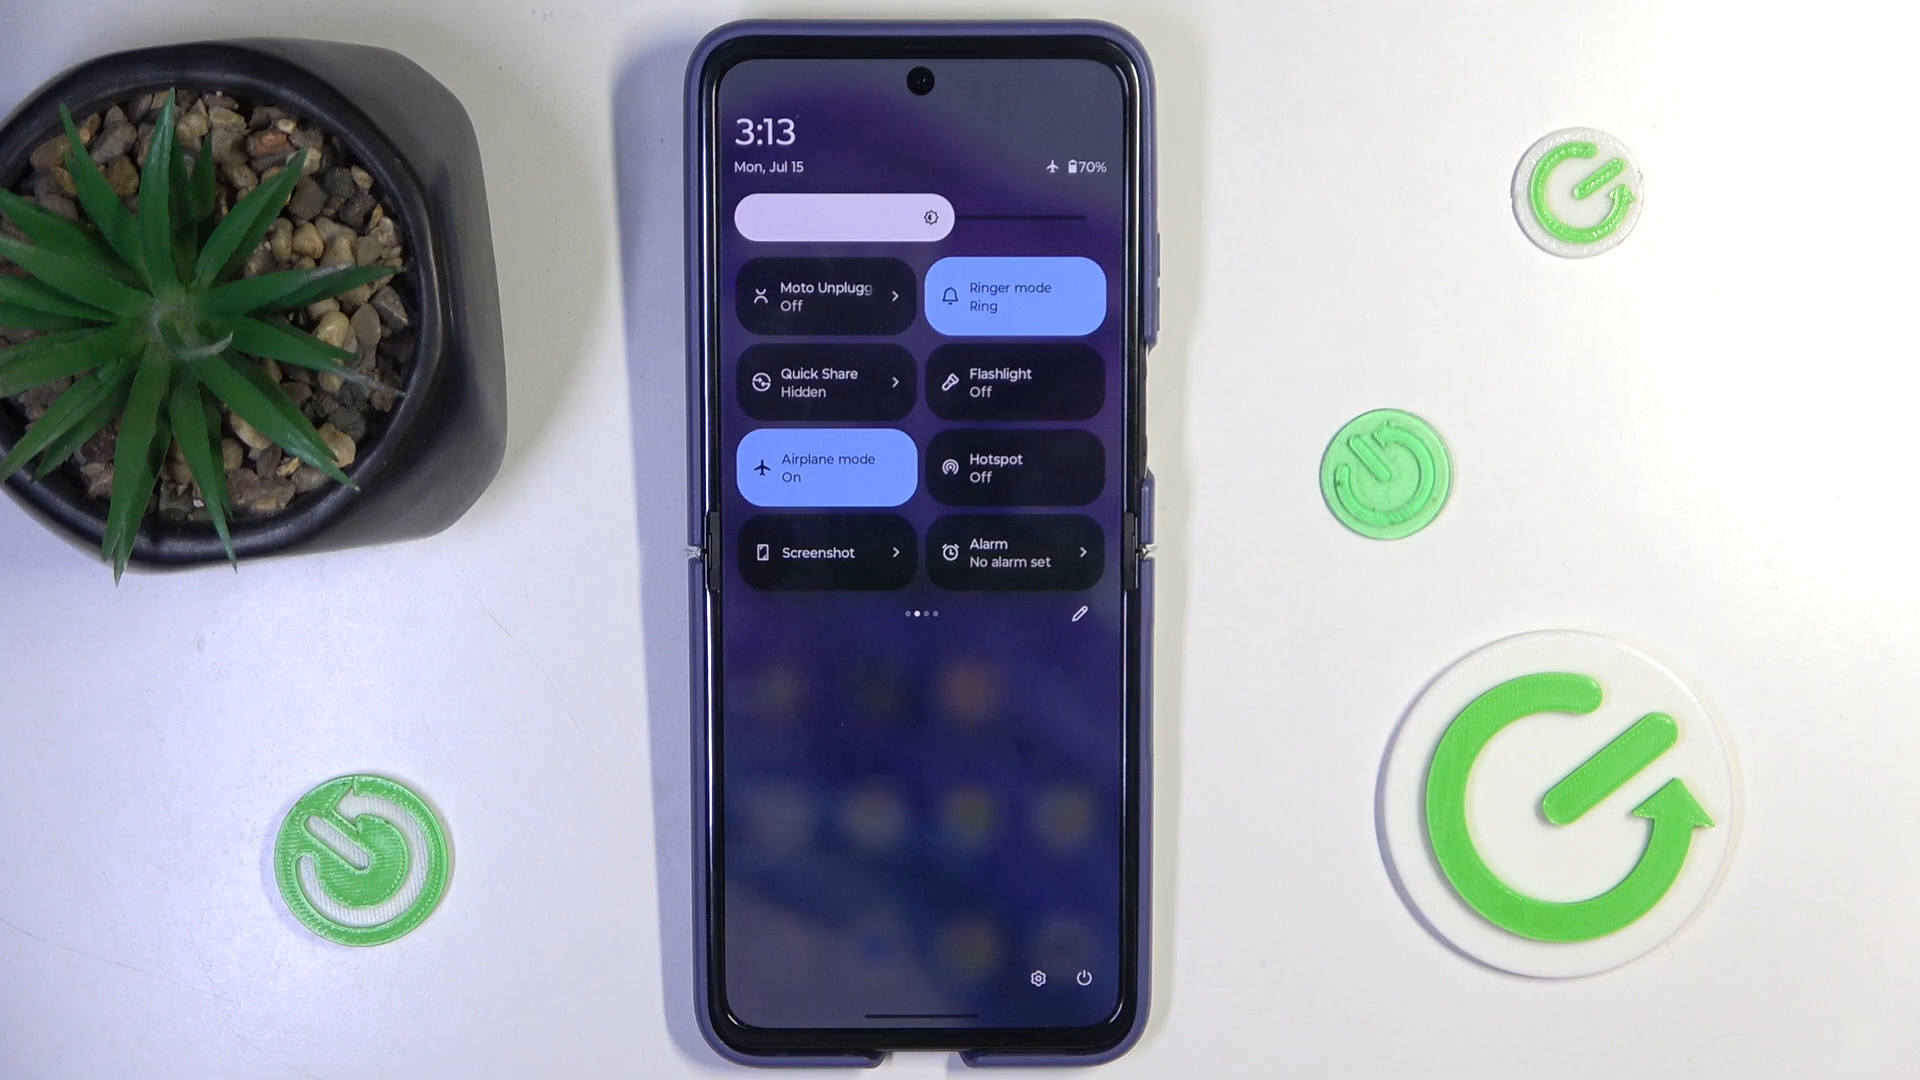 3:13
Mon, Jul 15
70%
Moto Unplugg
Off
Ringer mode
Ring
Quick Share
Hidden
Flashlight
Off
Airplane mode
On
Hotspot
Off
Screenshot
Alarm
No alarm set